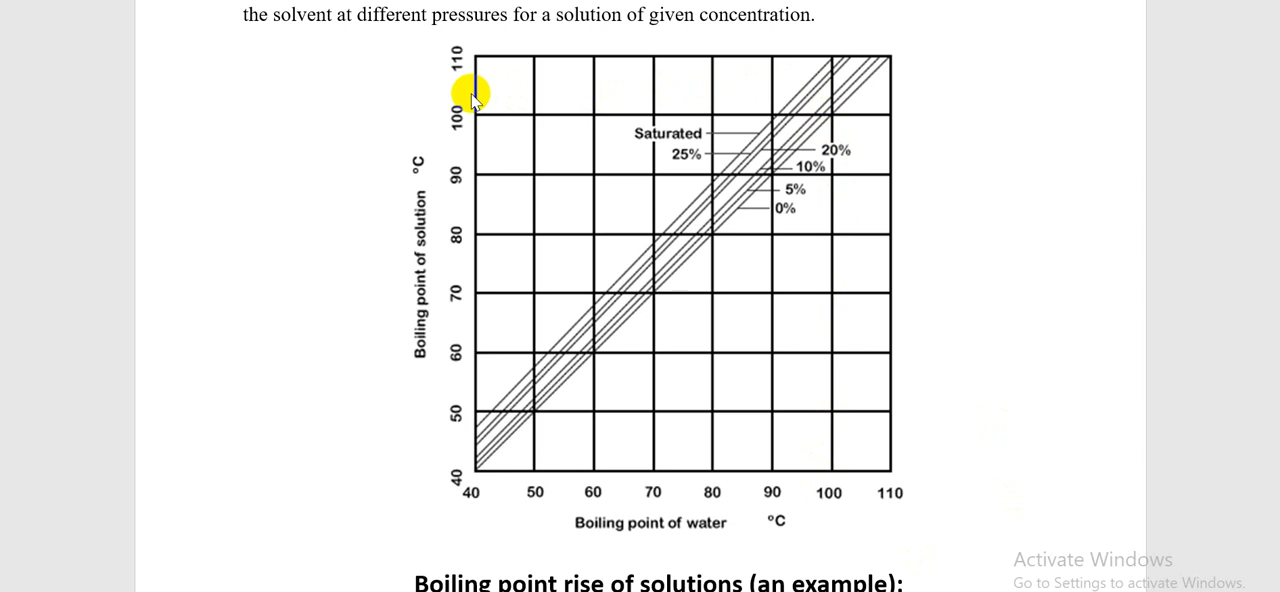 the solvent at different pressures for a solution of given concentration.
110
100
90
80
70
60
50
40
Boiling point of solution °C
Saturated
25%
20%
10%
5%
0%
40 50 60 70 80 90 100 110
Boiling point of water °C
Boiling point rise of solutions (an example):
Activate Windows
Go to Settings to activate Windows.